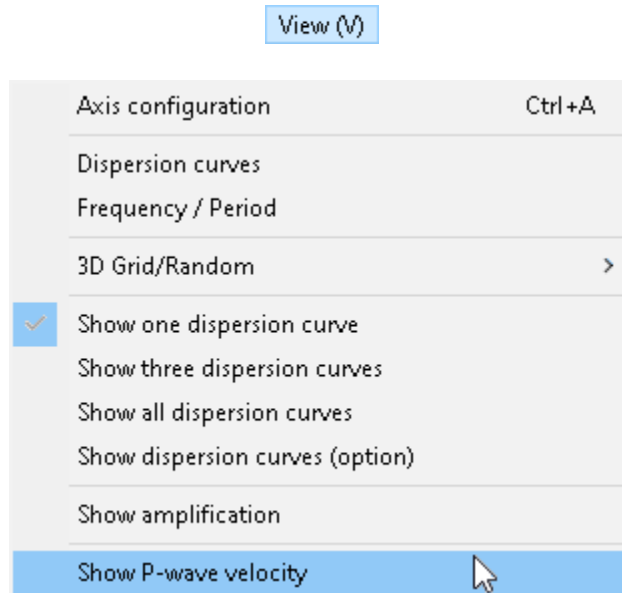 View (V)
Axis configuration Ctrl+A
Dispersion curves
Frequency / Period
3D Grid/Random
Show one dispersion curve
Show three dispersion curves
Show all dispersion curves
Show dispersion curves (option)
Show amplification
Show P-wave velocity